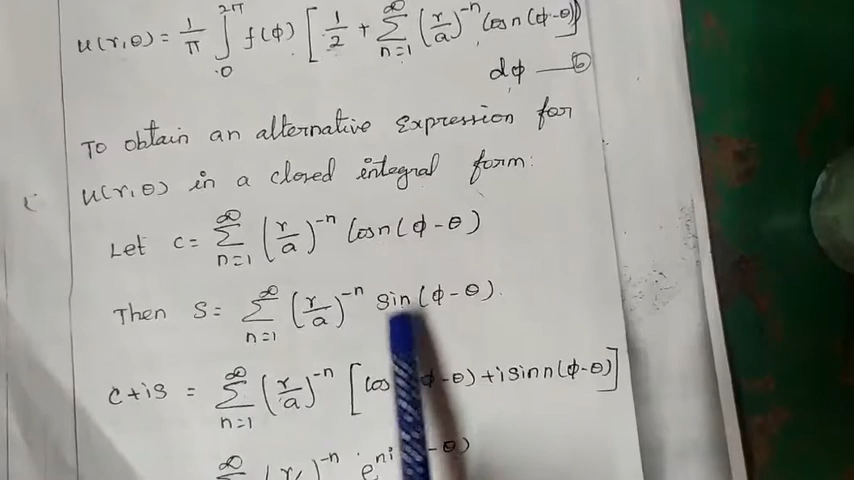 u(r,θ) = 1/π ∫₀^2π f(φ) [1/2 + Σ_{n=1}^∞ (r/a)^{-n} Cos n(φ-θ)]
dφ — ⑥
To obtain an alternative Expression for
u(r,θ) in a closed integral form:
Let C = Σ_{n=1}^∞ (r/a)^{-n} Cos n(φ-θ)
Then S = Σ_{n=1}^∞ (r/a)^{-n} sin(φ-θ).
C+iS = Σ_{n=1}^∞ (r/a)^{-n} [Cos φ-θ)+i sin n(φ-θ)]
∞ (r/ )^{-n} e^{ni -θ)}